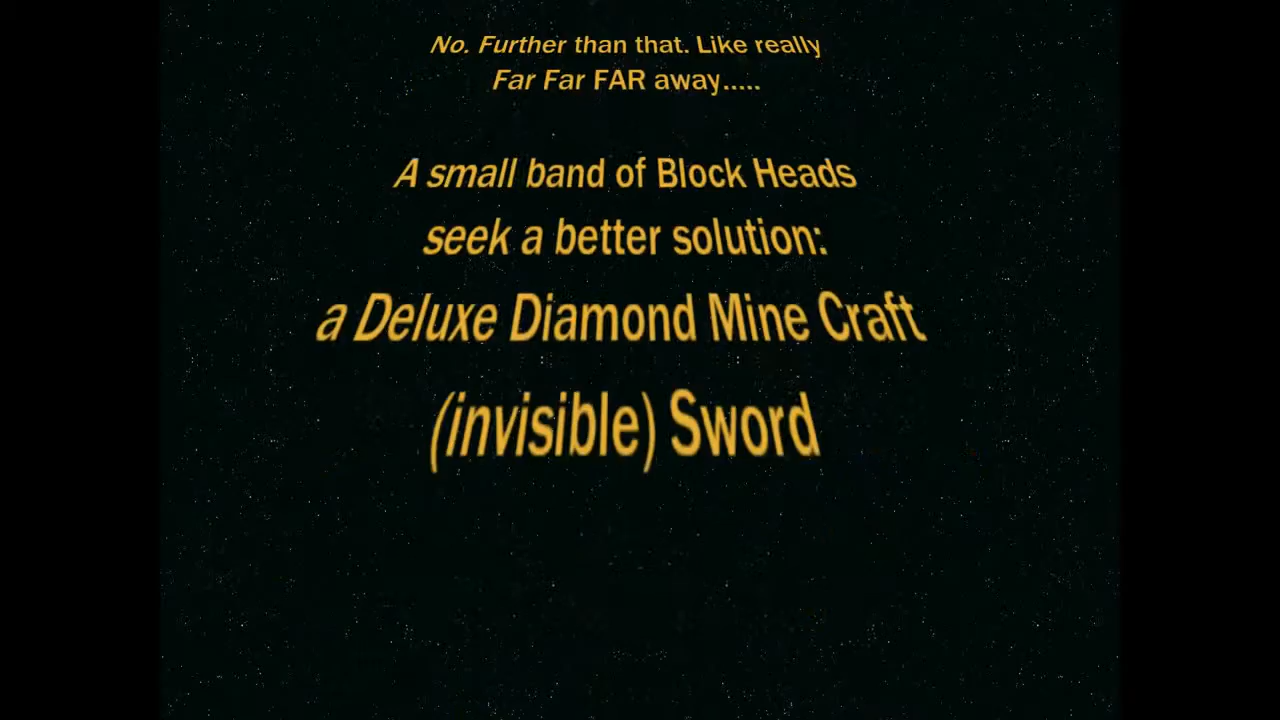 No. Further than that. Like really
Far Far FAR away.....
A small band of Block Heads
seek a better solution:
a Deluxe Diamond Mine Craft
(invisible) Sword